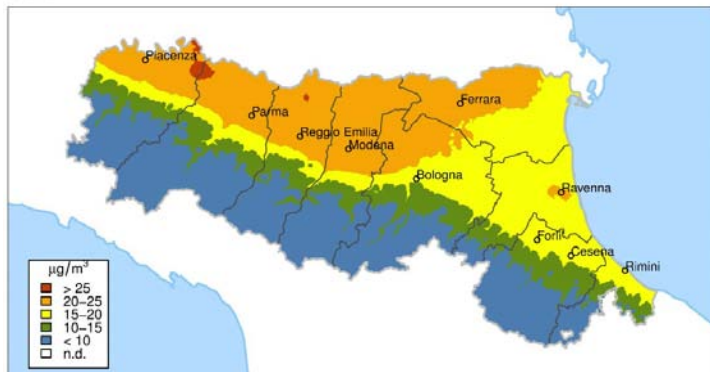 Piacenza
Parma
Reggio Emilia
Modena
Ferrara
Bologna
Ravenna
Forlì
Cesena
Rimini
µg/m³
> 25
20–25
15–20
10–15
< 10
n.d.